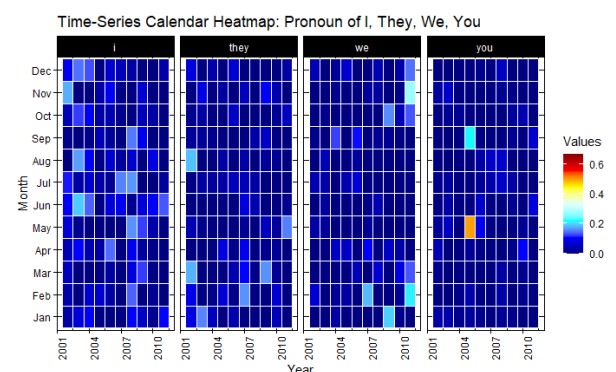 Time-Series Calendar Heatmap: Pronoun of I, They, We, You
i they we you
Dec
Nov
Oct
Sep
Aug
Jul
Jun
May
Apr
Mar
Feb
Jan
Month
2001 2004 2007 2010 2001 2004 2007 2010 2001 2004 2007 2010 2001 2004 2007 2010
Year
Values
0.6
0.4
0.2
0.0